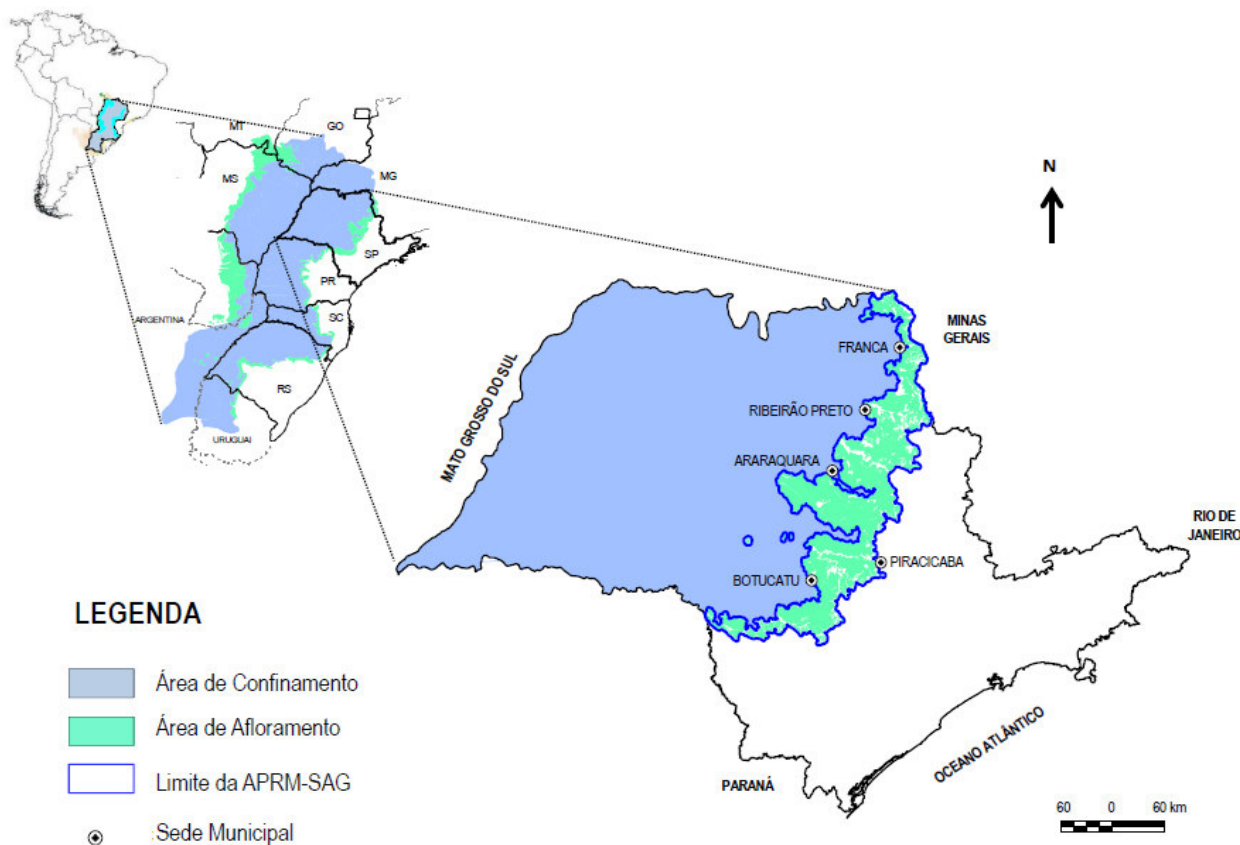 MT
GO
MS
MG
SP
PR
ARGENTINA
SC
RS
URUGUAI
N
MATO GROSSO DO SUL
MINAS
GERAIS
FRANCA
RIBEIRÃO PRETO
ARARAQUARA
RIO DE
JANEIRO
PIRACICABA
BOTUCATU
OCEANO ATLÂNTICO
PARANÁ
LEGENDA
Área de Confinamento
Área de Afloramento
Limite da APRM-SAG
Sede Municipal
60 0 60 km